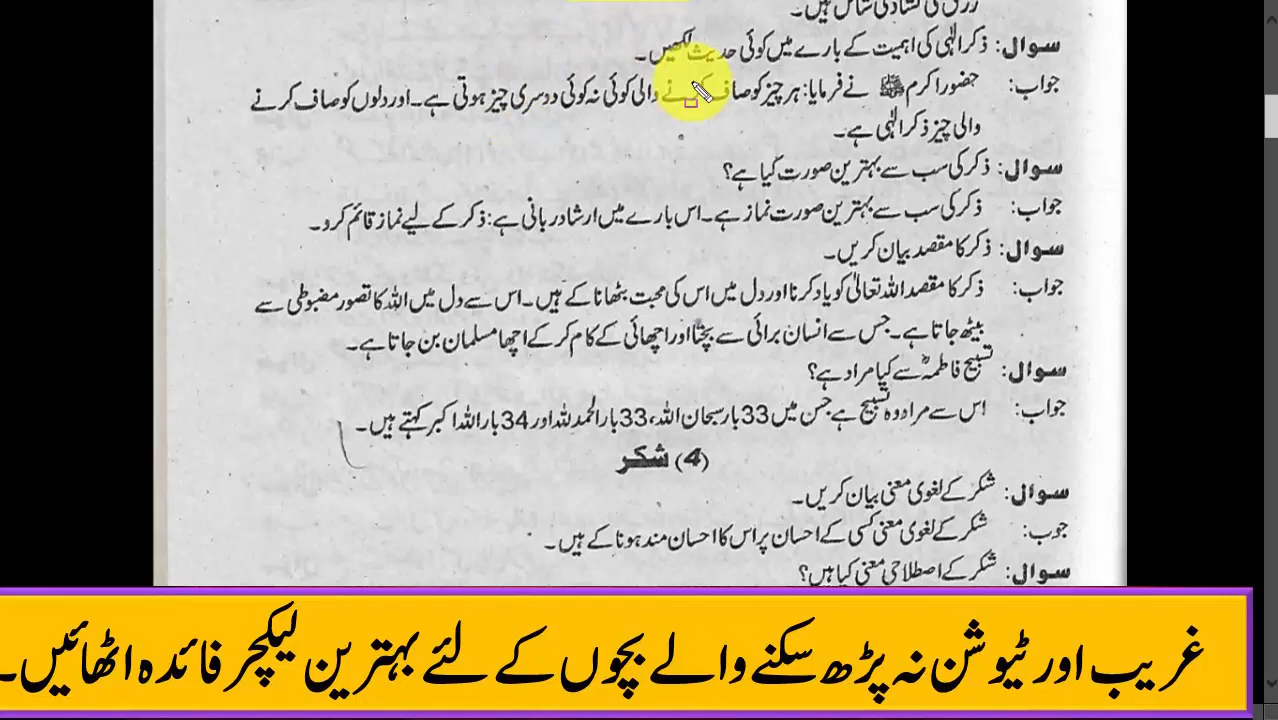 رزق کی کشادگی شامل ہیں۔
سوال: ذکر الٰہی کی اہمیت کے بارے میں کوئی حدیث لکھیں۔
جواب: حضور اکرم ﷺ نے فرمایا: ہر چیز کو صاف کرنے والی کوئی نہ کوئی دوسری چیز ہوتی ہے۔ اور دلوں کو صاف کرنے
والی چیز ذکر الٰہی ہے۔
سوال: ذکر کی سب سے بہترین صورت کیا ہے؟
جواب: ذکر کی سب سے بہترین صورت نماز ہے۔ اس بارے میں ارشاد ربانی ہے: ذکر کے لیے نماز قائم کرو۔
سوال: ذکر کا مقصد بیان کریں۔
جواب: ذکر کا مقصد اللہ تعالیٰ کو یاد کرنا اور دل میں اس کی محبت بٹھانا کے ہیں۔ اس سے دل میں اللہ کا تصور مضبوطی سے
بیٹھ جاتا ہے۔ جس سے انسان برائی سے بچتا اور اچھائی کے کام کر کے اچھا مسلمان بن جاتا ہے۔
سوال: تسبیح فاطمہؓ سے کیا مراد ہے؟
جواب: اس سے مراد وہ تسبیح ہے جس میں 33 بار سبحان اللہ، 33 بار الحمد للہ اور 34 بار اللہ اکبر کہتے ہیں۔
(4) شکر
سوال: شکر کے لغوی معنی بیان کریں۔
جوب: شکر کے لغوی معنی کسی کے احسان پر اس کا احسان مند ہونا کے ہیں۔
سوال: شکر کے اصطلاحی معنی کیا ہیں؟
غریب اور ٹیوشن نہ پڑھ سکنے والے بچوں کے لئے بہترین لیکچر فائدہ اٹھائیں۔